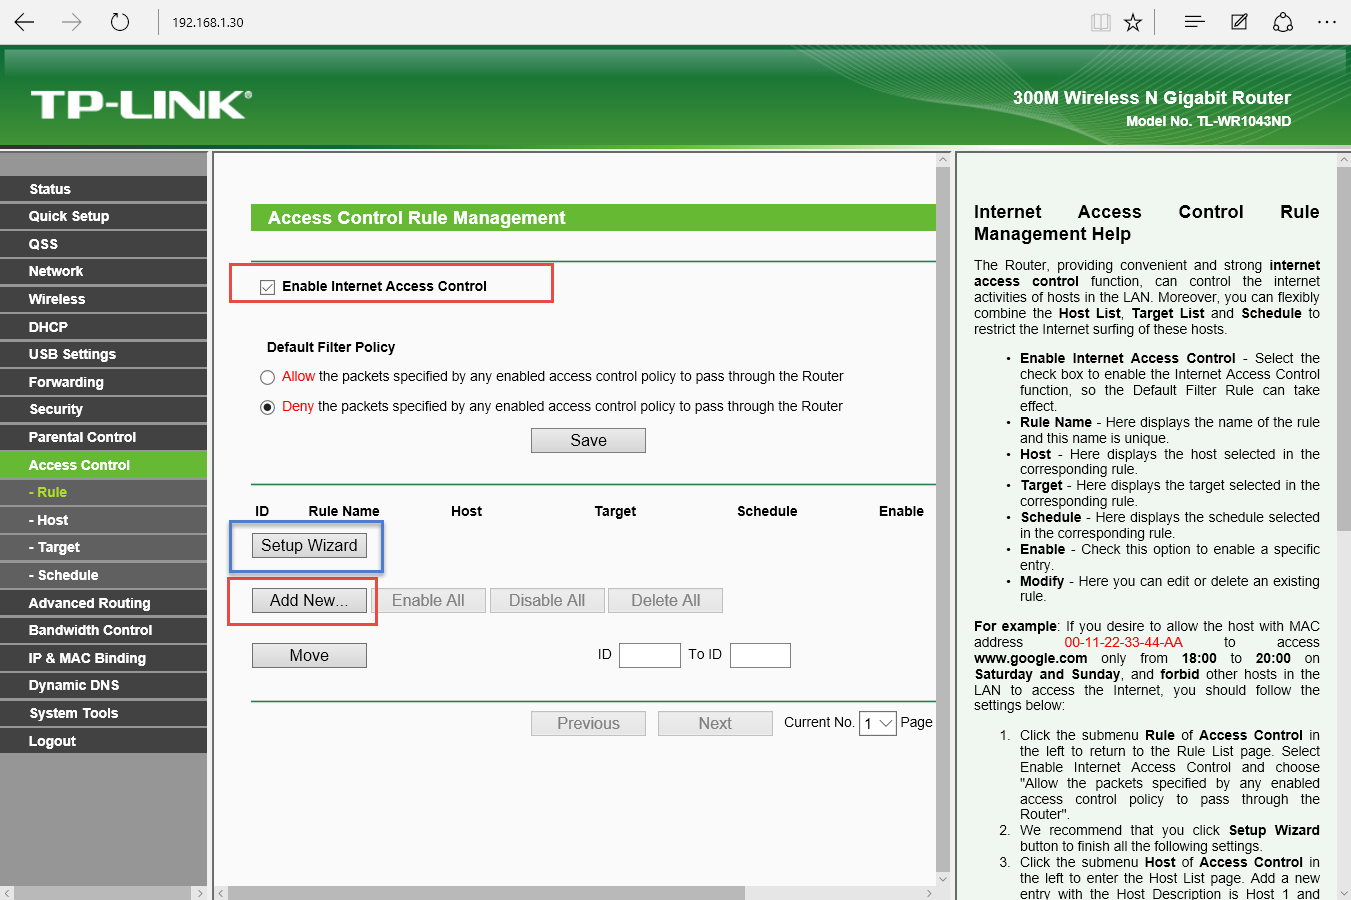 192.168.1.30
TP-LINK®
300M Wireless N Gigabit Router
Model No. TL-WR1043ND
Status
Quick Setup
QSS
Network
Wireless
DHCP
USB Settings
Forwarding
Security
Parental Control
Access Control
- Rule
- Host
- Target
- Schedule
Advanced Routing
Bandwidth Control
IP & MAC Binding
Dynamic DNS
System Tools
Logout
Access Control Rule Management
Enable Internet Access Control
Default Filter Policy
Allow the packets specified by any enabled access control policy to pass through the Router
Deny the packets specified by any enabled access control policy to pass through the Router
Save
ID Rule Name Host Target Schedule Enable
Setup Wizard
Add New... Enable All Disable All Delete All
Move ID To ID
Previous Next Current No. 1 Page
Internet Access Control Rule
Management Help
The Router, providing convenient and strong internet
access control function, can control the internet
activities of hosts in the LAN. Moreover, you can flexibly
combine the Host List, Target List and Schedule to
restrict the Internet surfing of these hosts.
• Enable Internet Access Control - Select the
check box to enable the Internet Access Control
function, so the Default Filter Rule can take
effect.
• Rule Name - Here displays the name of the rule
and this name is unique.
• Host - Here displays the host selected in the
corresponding rule.
• Target - Here displays the target selected in the
corresponding rule.
• Schedule - Here displays the schedule selected
in the corresponding rule.
• Enable - Check this option to enable a specific
entry.
• Modify - Here you can edit or delete an existing
rule.
For example: If you desire to allow the host with MAC
address 00-11-22-33-44-AA to access
www.google.com only from 18:00 to 20:00 on
Saturday and Sunday, and forbid other hosts in the
LAN to access the Internet, you should follow the
settings below:
1. Click the submenu Rule of Access Control in
the left to return to the Rule List page. Select
Enable Internet Access Control and choose
"Allow the packets specified by any enabled
access control policy to pass through the
Router".
2. We recommend that you click Setup Wizard
button to finish all the following settings.
3. Click the submenu Host of Access Control in
the left to enter the Host List page. Add a new
entry with the Host Description is Host 1 and